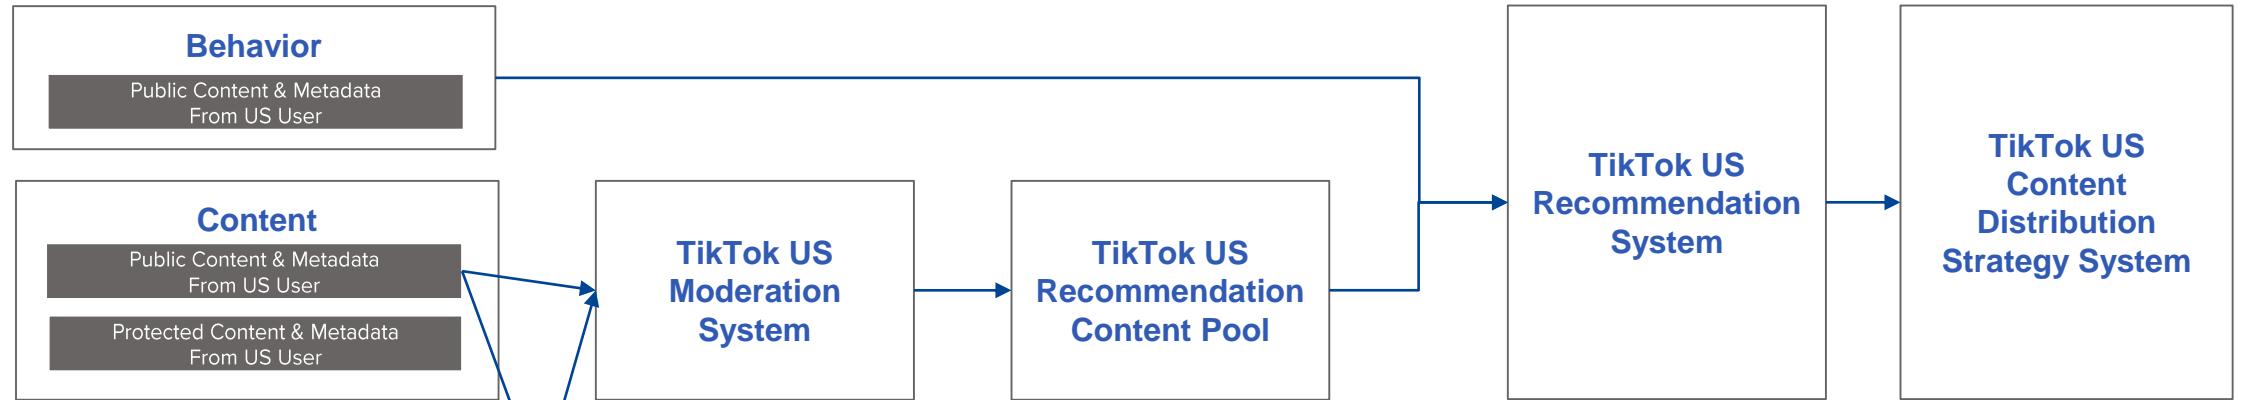 Behavior
Public Content & Metadata
From US User
Content
Public Content & Metadata
From US User
Protected Content & Metadata
From US User
TikTok US
Moderation
System
TikTok US
Recommendation
Content Pool
TikTok US
Recommendation
System
TikTok US
Content
Distribution
Strategy System